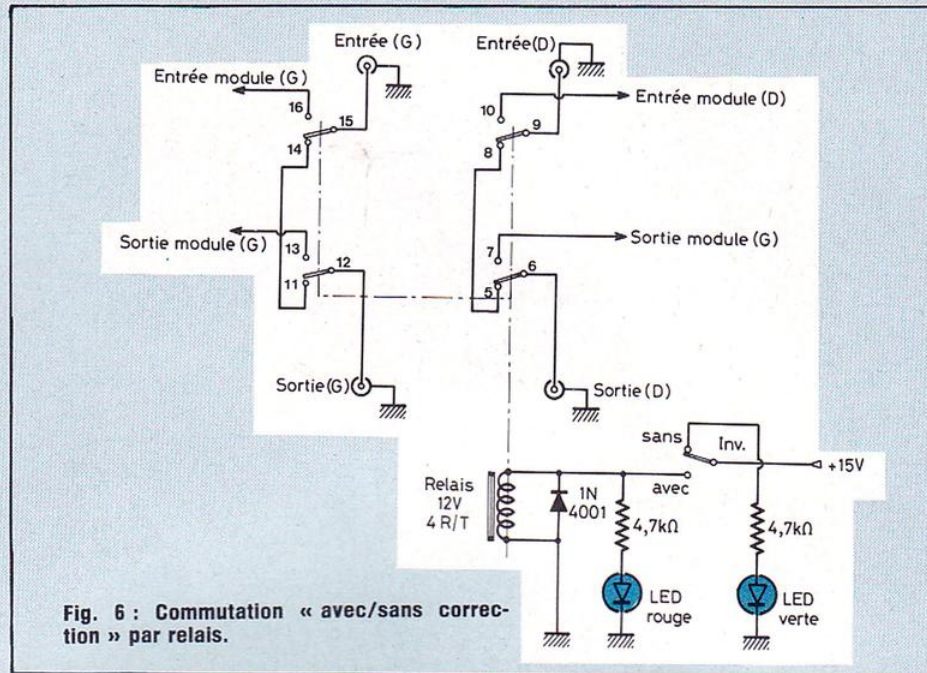 Entrée (G)
Entrée(D)
Entrée module (G)
Entrée module (D)
16
15
14
10
9
8
Sortie module (G)
Sortie module (G)
13
12
11
7
6
5
Sortie(G)
Sortie (D)
sans
Inv.
+15V
avec
Relais
12V
4 R/T
1N
4001
4,7kΩ
4,7kΩ
LED
rouge
LED
verte
Fig. 6 : Commutation « avec/sans correc-
tion » par relais.